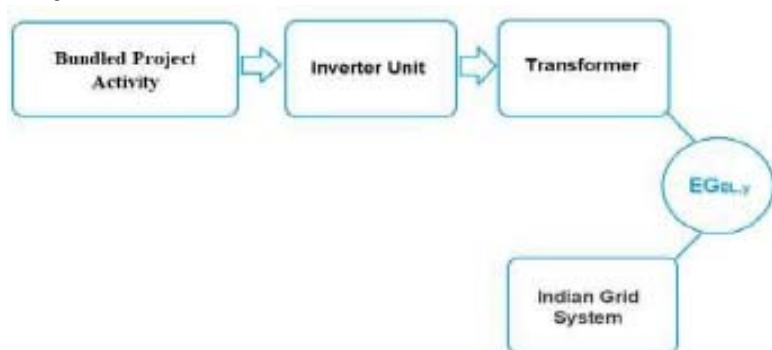 Bundled Project
Activity
Inverter Unit
Transformer
EGBL,y
Indian Grid
System